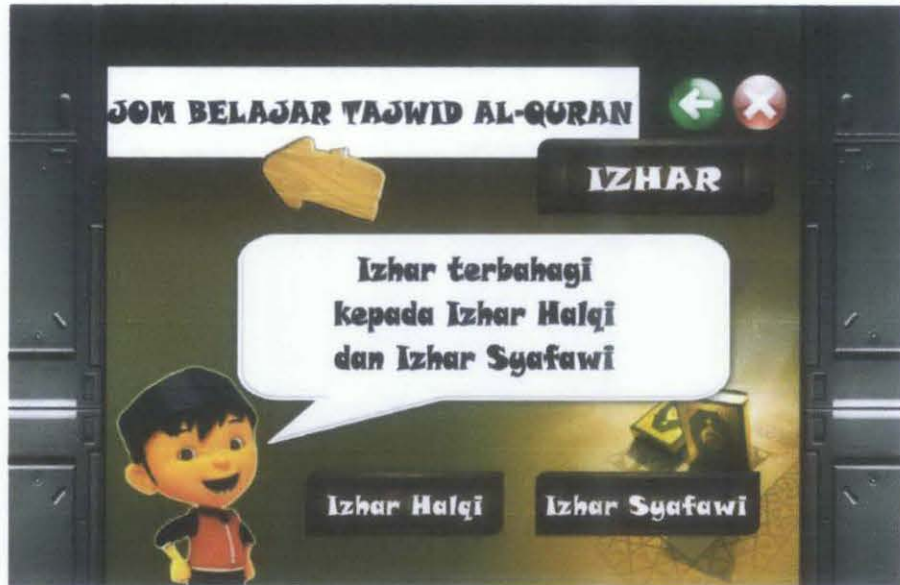 JOM BELAJAR TAJWID AL-QURAN
IZHAR
Izhar terbahagi
kepada Izhar Halqi
dan Izhar Syafawi
Izhar Halqi
Izhar Syafawi